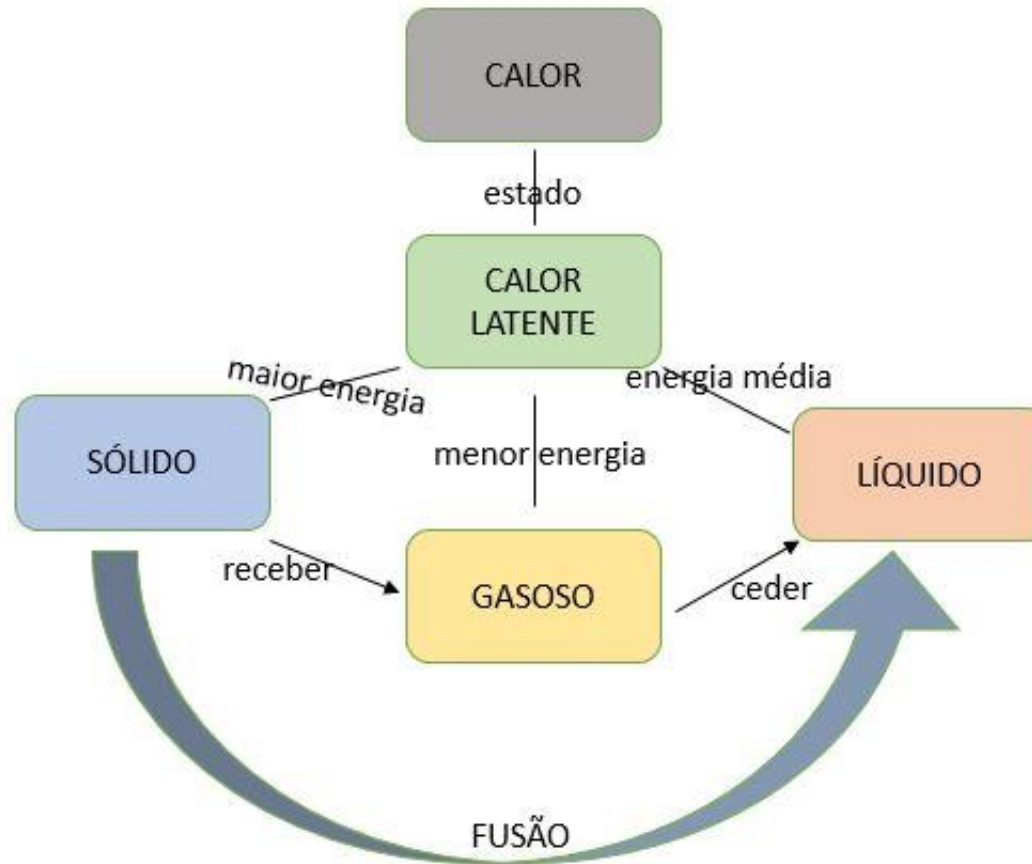 CALOR
estado
CALOR
LATENTE
maior energia
energia média
SÓLIDO
menor energia
LÍQUIDO
receber
GASOSO
ceder
FUSÃO